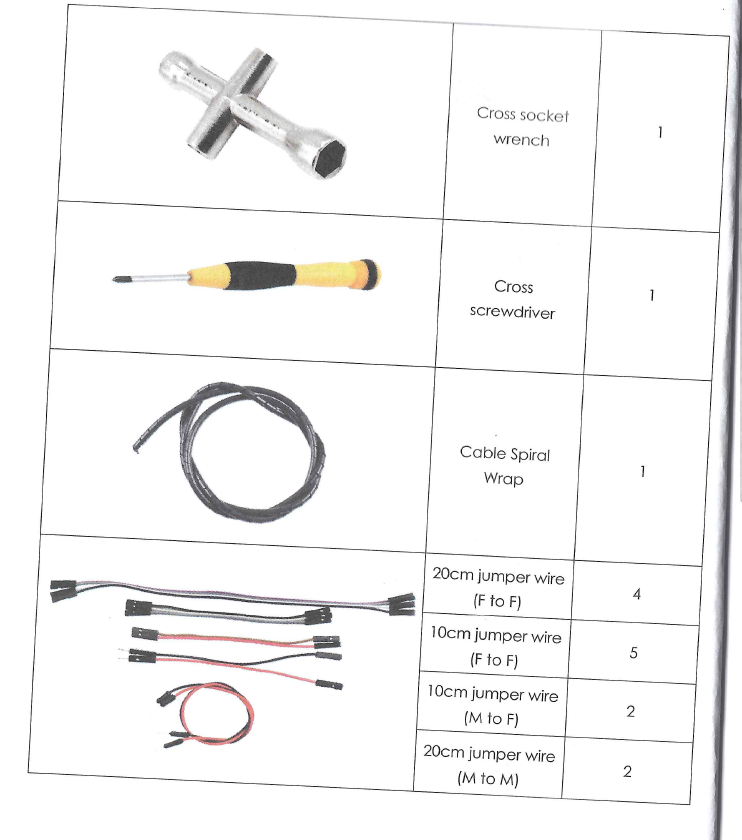 Cross socket
wrench
1
Cross
screwdriver
1
Cable Spiral
Wrap
1
20cm jumper wire
(F to F)
4
10cm jumper wire
(F to F)
5
10cm jumper wire
(M to F)
2
20cm jumper wire
(M to M)
2